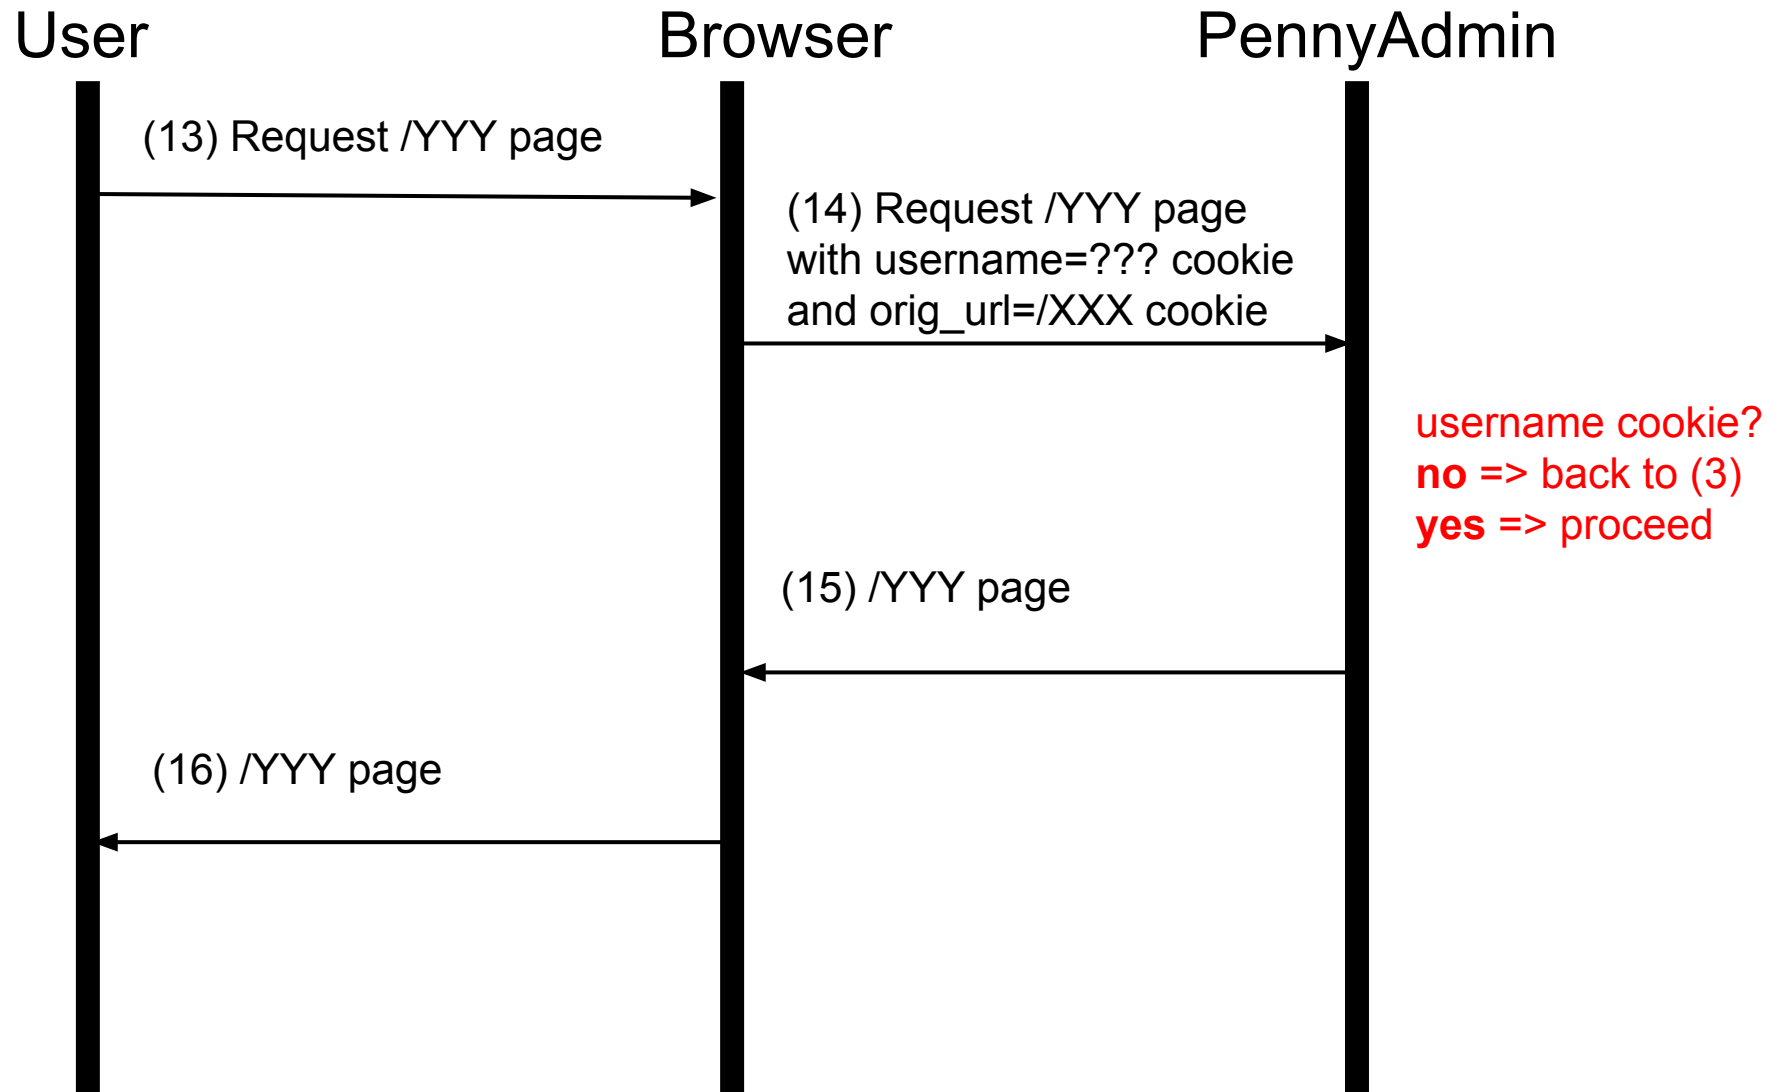 User
Browser
PennyAdmin
(13) Request /YYY page
(14) Request /YYY page
with username=??? cookie
and orig_url=/XXX cookie
username cookie?
no => back to (3)
yes => proceed
(15) /YYY page
(16) /YYY page